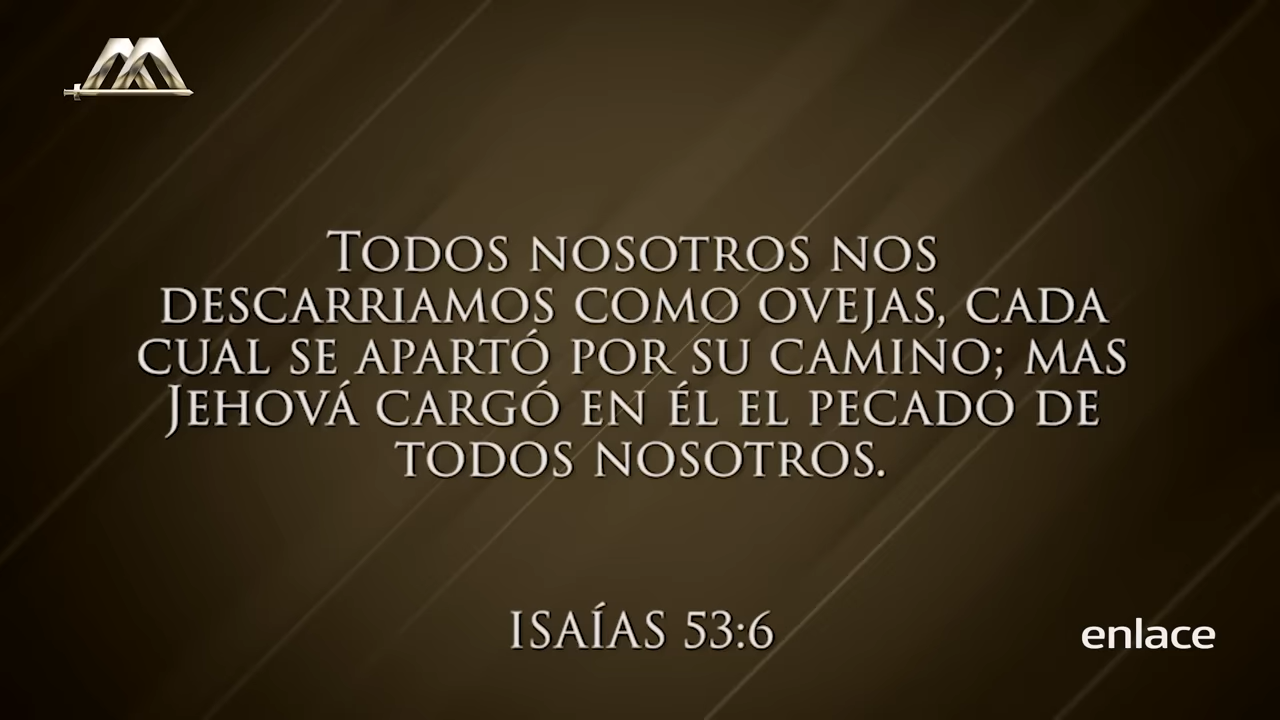 Todos nosotros nos
descarriamos como ovejas, cada
cual se apartó por su camino; mas
Jehová cargó en él el pecado de
todos nosotros.
ISAÍAS 53:6
enlace